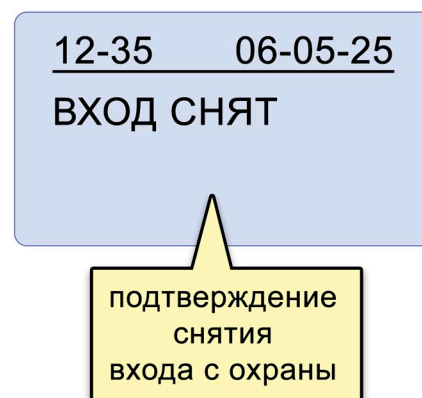 12-35 06-05-25
ВХОД СНЯТ
подтверждение
снятия
входа с охраны